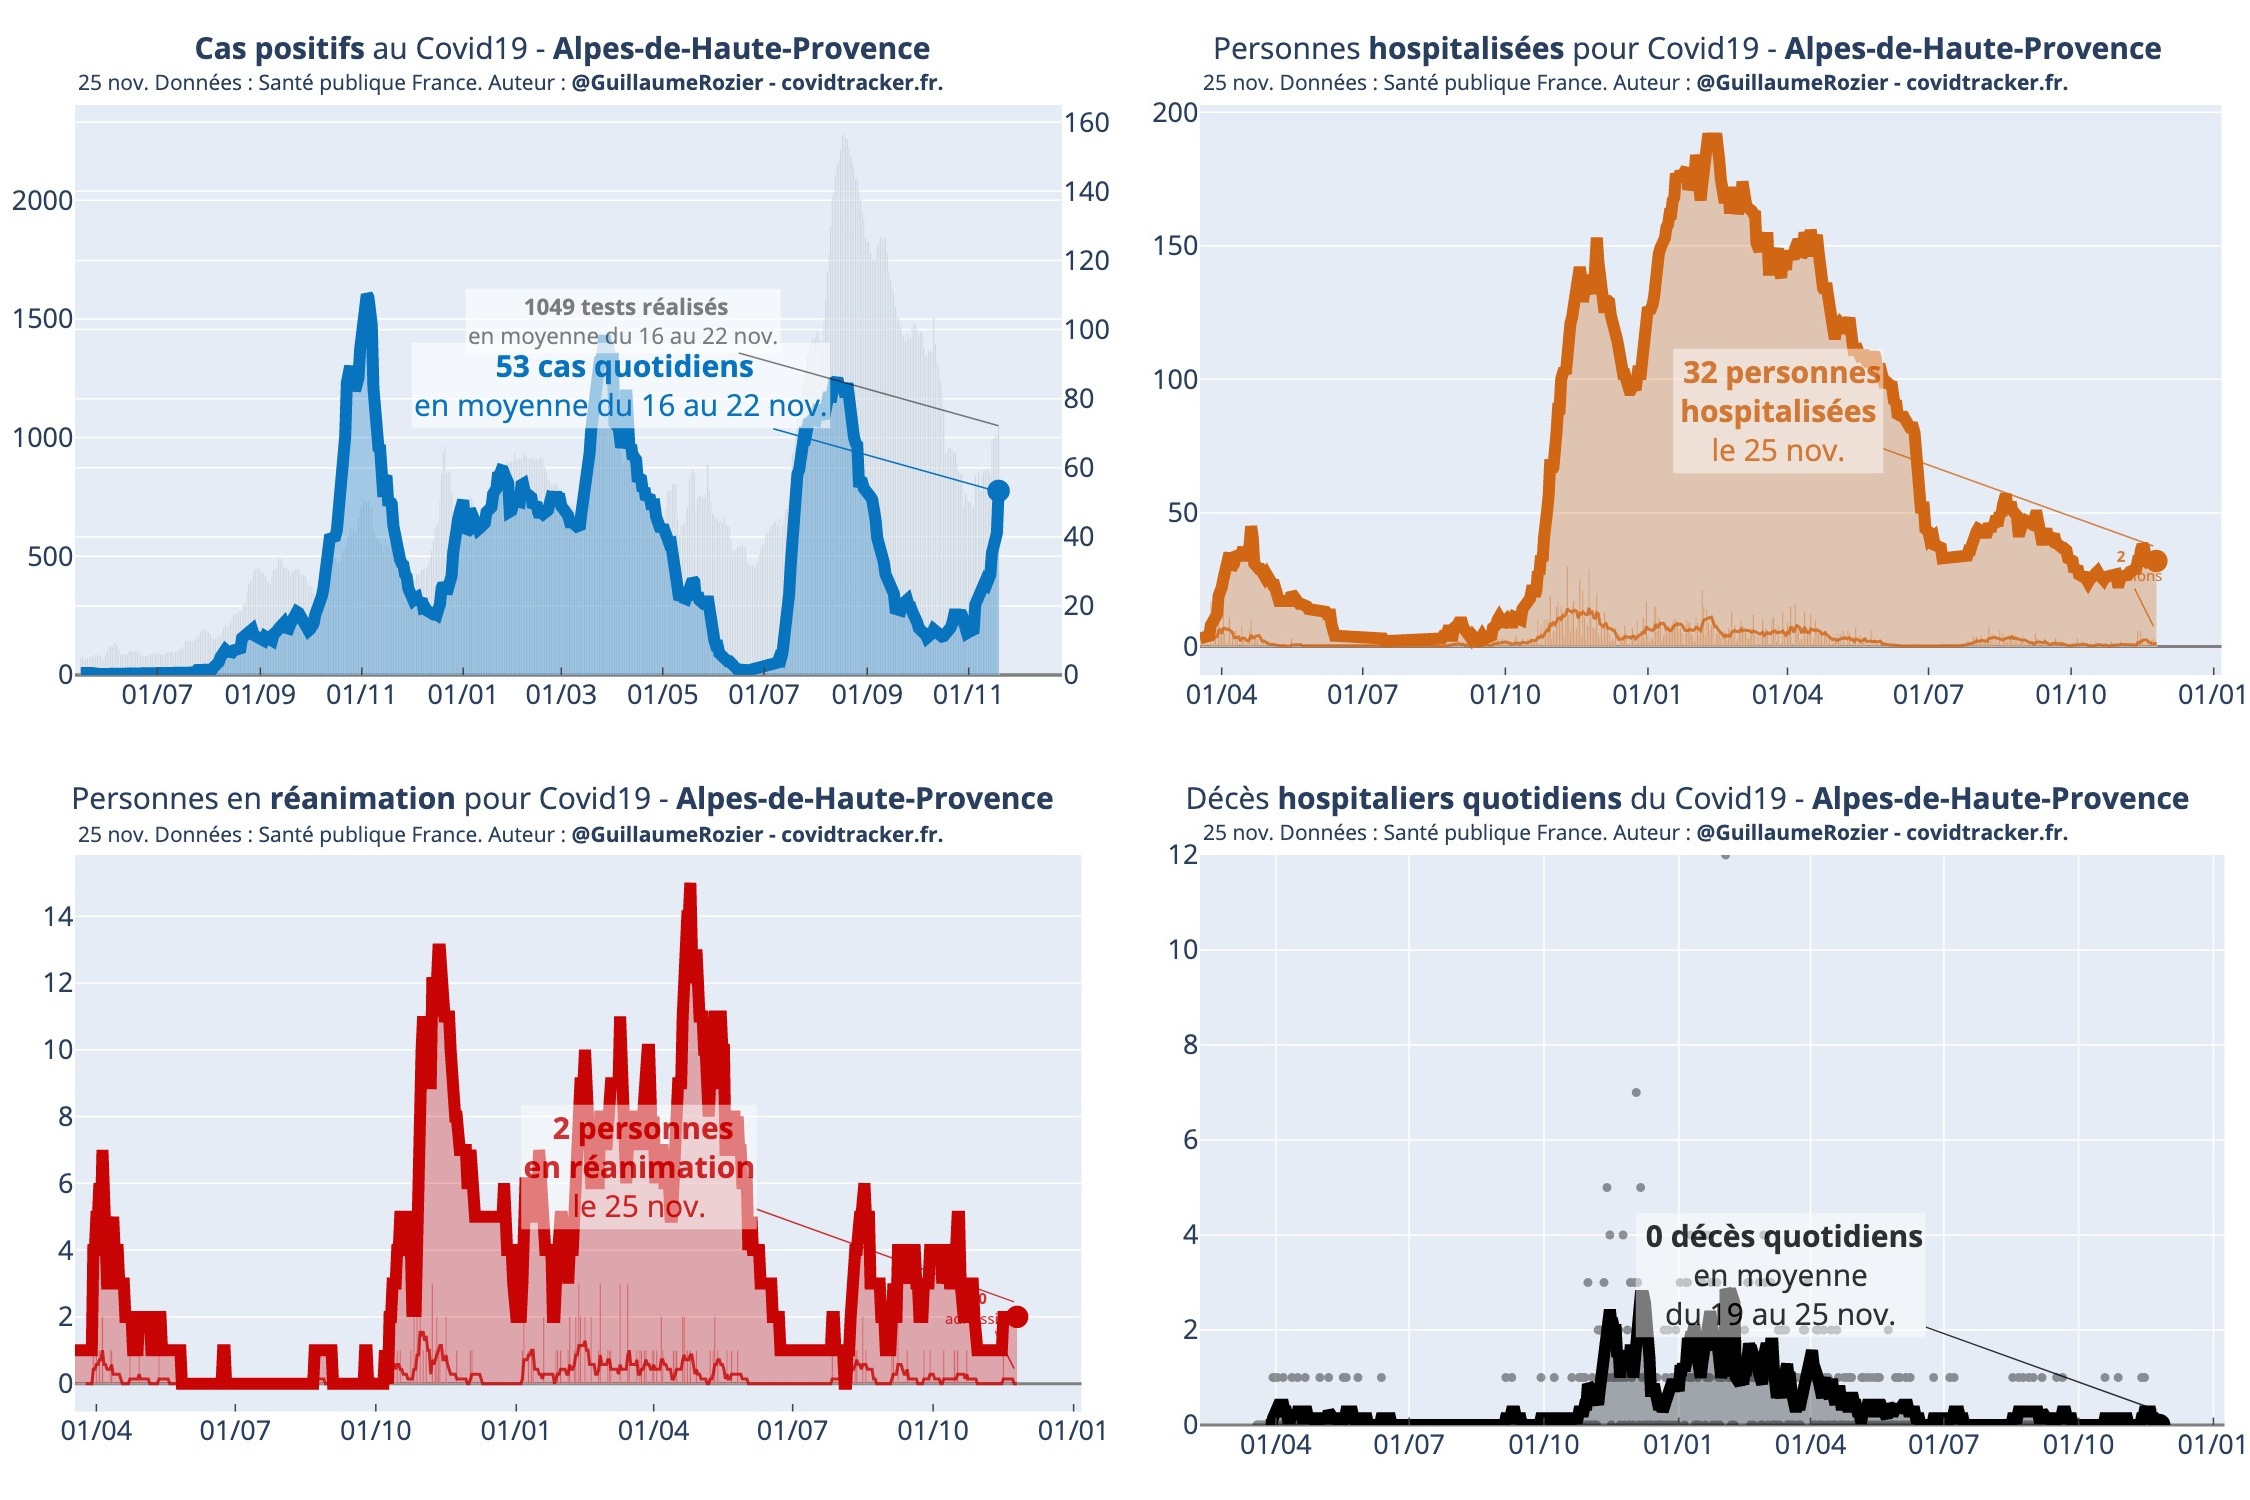 Cas positifs au Covid19 - Alpes-de-Haute-Provence
25 nov. Données : Santé publique France. Auteur : @GuillaumeRozier - covidtracker.fr.
160
140
2000
120
1049 tests réalisés
en moyenne du 16 au 22 nov.
1500
100
53 cas quotidiens
en moyenne du 16 au 22 nov.
80
1000
60
500
40
20
0
0
01/07 01/09 01/11 01/01 01/03 01/05 01/07 01/09 01/11
Personnes hospitalisées pour Covid19 - Alpes-de-Haute-Provence
25 nov. Données : Santé publique France. Auteur : @GuillaumeRozier - covidtracker.fr.
200
150
100
32 personnes
hospitalisées
le 25 nov.
50
2
0
01/04 01/07 01/10 01/01 01/04 01/07 01/10 01/01
Personnes en réanimation pour Covid19 - Alpes-de-Haute-Provence
25 nov. Données : Santé publique France. Auteur : @GuillaumeRozier - covidtracker.fr.
14
12
10
8
2 personnes
en réanimation
le 25 nov.
6
4
0
2
0
01/04 01/07 01/10 01/01 01/04 01/07 01/10 01/01
Décès hospitaliers quotidiens du Covid19 - Alpes-de-Haute-Provence
25 nov. Données : Santé publique France. Auteur : @GuillaumeRozier - covidtracker.fr.
12
10
8
6
4
0 décès quotidiens
en moyenne
du 19 au 25 nov.
2
0
01/04 01/07 01/10 01/01 01/04 01/07 01/10 01/01